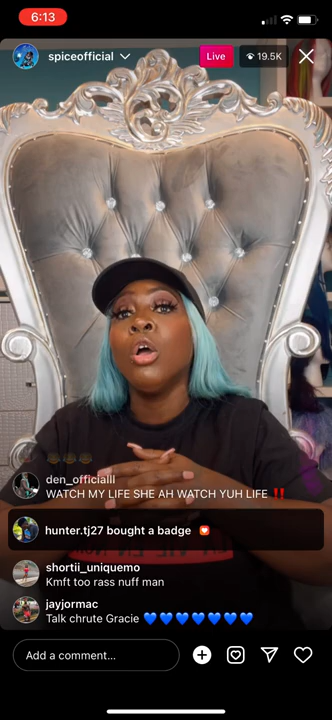 6:13
spiceofficial
Live
19.5K
den_officialll
WATCH MY LIFE SHE AH WATCH YUH LIFE ‼️
hunter.tj27 bought a badge
shortii_uniquemo
Kmft too rass nuff man
jayjormac
Talk chrute Gracie 💙💙💙💙💙💙💙
Add a comment...